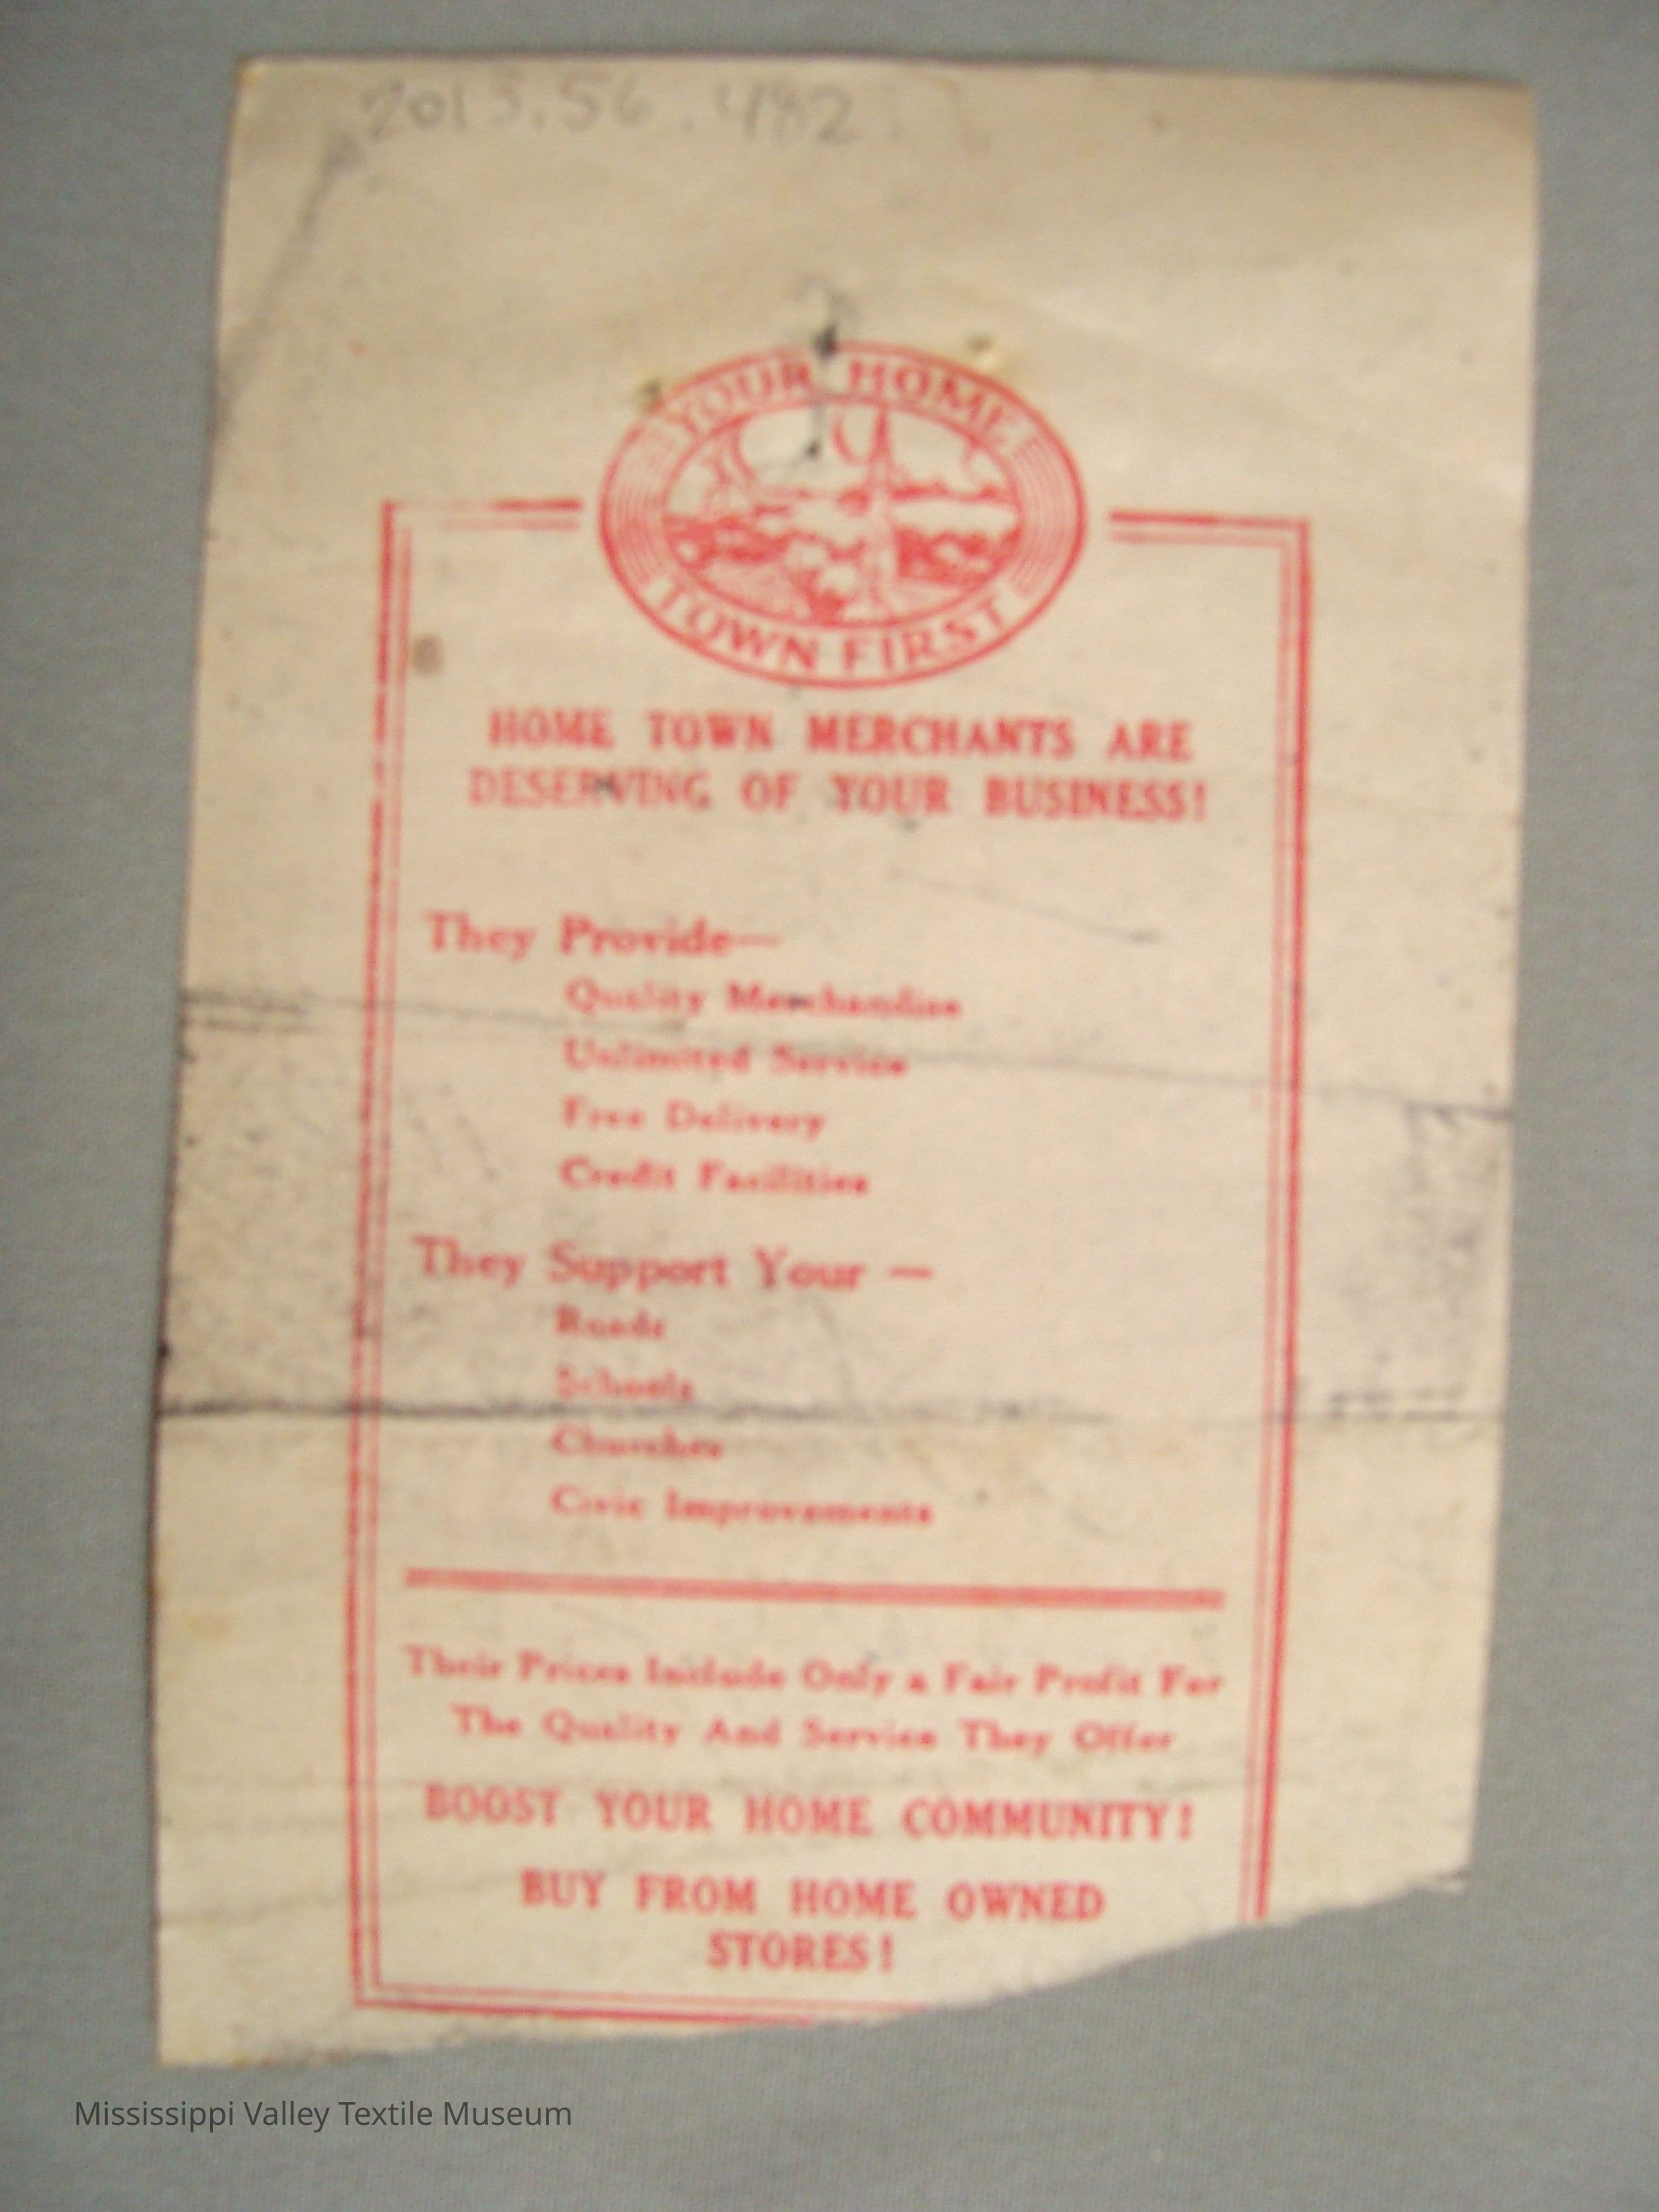 2013.56.482
YOUR HOME
TOWN FIRST
HOME TOWN MERCHANTS ARE
DESERVING OF YOUR BUSINESS!
They Provide—
Quality Merchandise
Unlimited Service
Free Delivery
Credit Facilities
They Support Your —
Roads
Schools
Churches
Civic Improvements
Their Prices Include Only a Fair Profit For
The Quality And Service They Offer
BOOST YOUR HOME COMMUNITY!
BUY FROM HOME OWNED
STORES!
Mississippi Valley Textile Museum